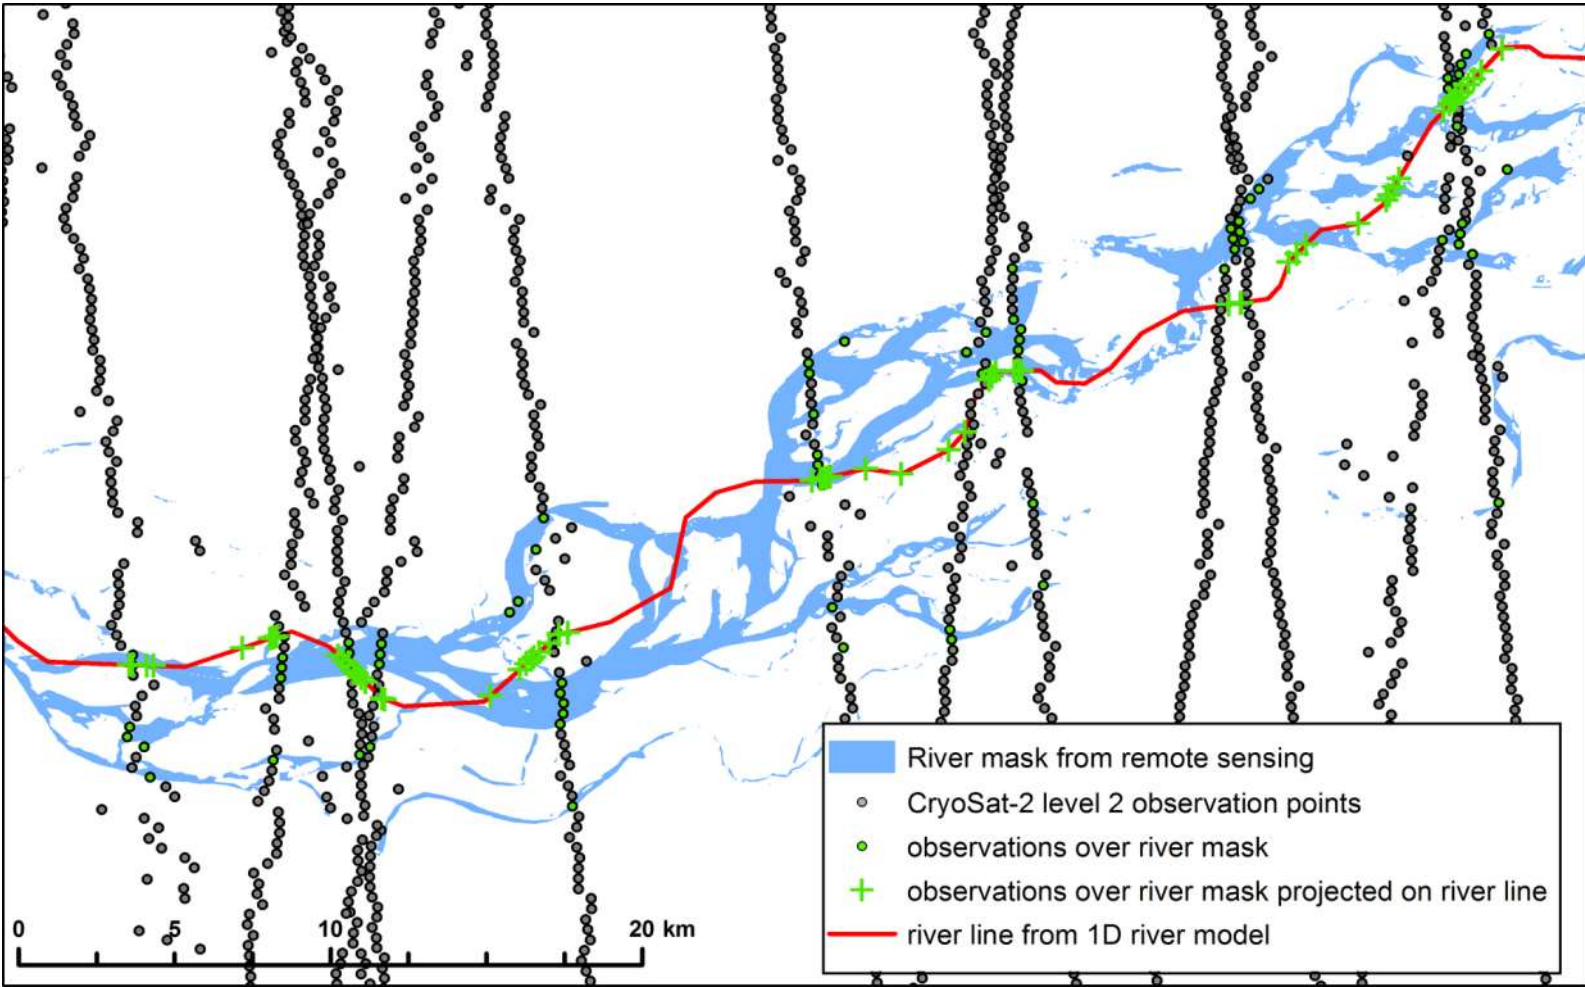 River mask from remote sensing
CryoSat-2 level 2 observation points
observations over river mask
observations over river mask projected on river line
river line from 1D river model
0 5 10 20 km